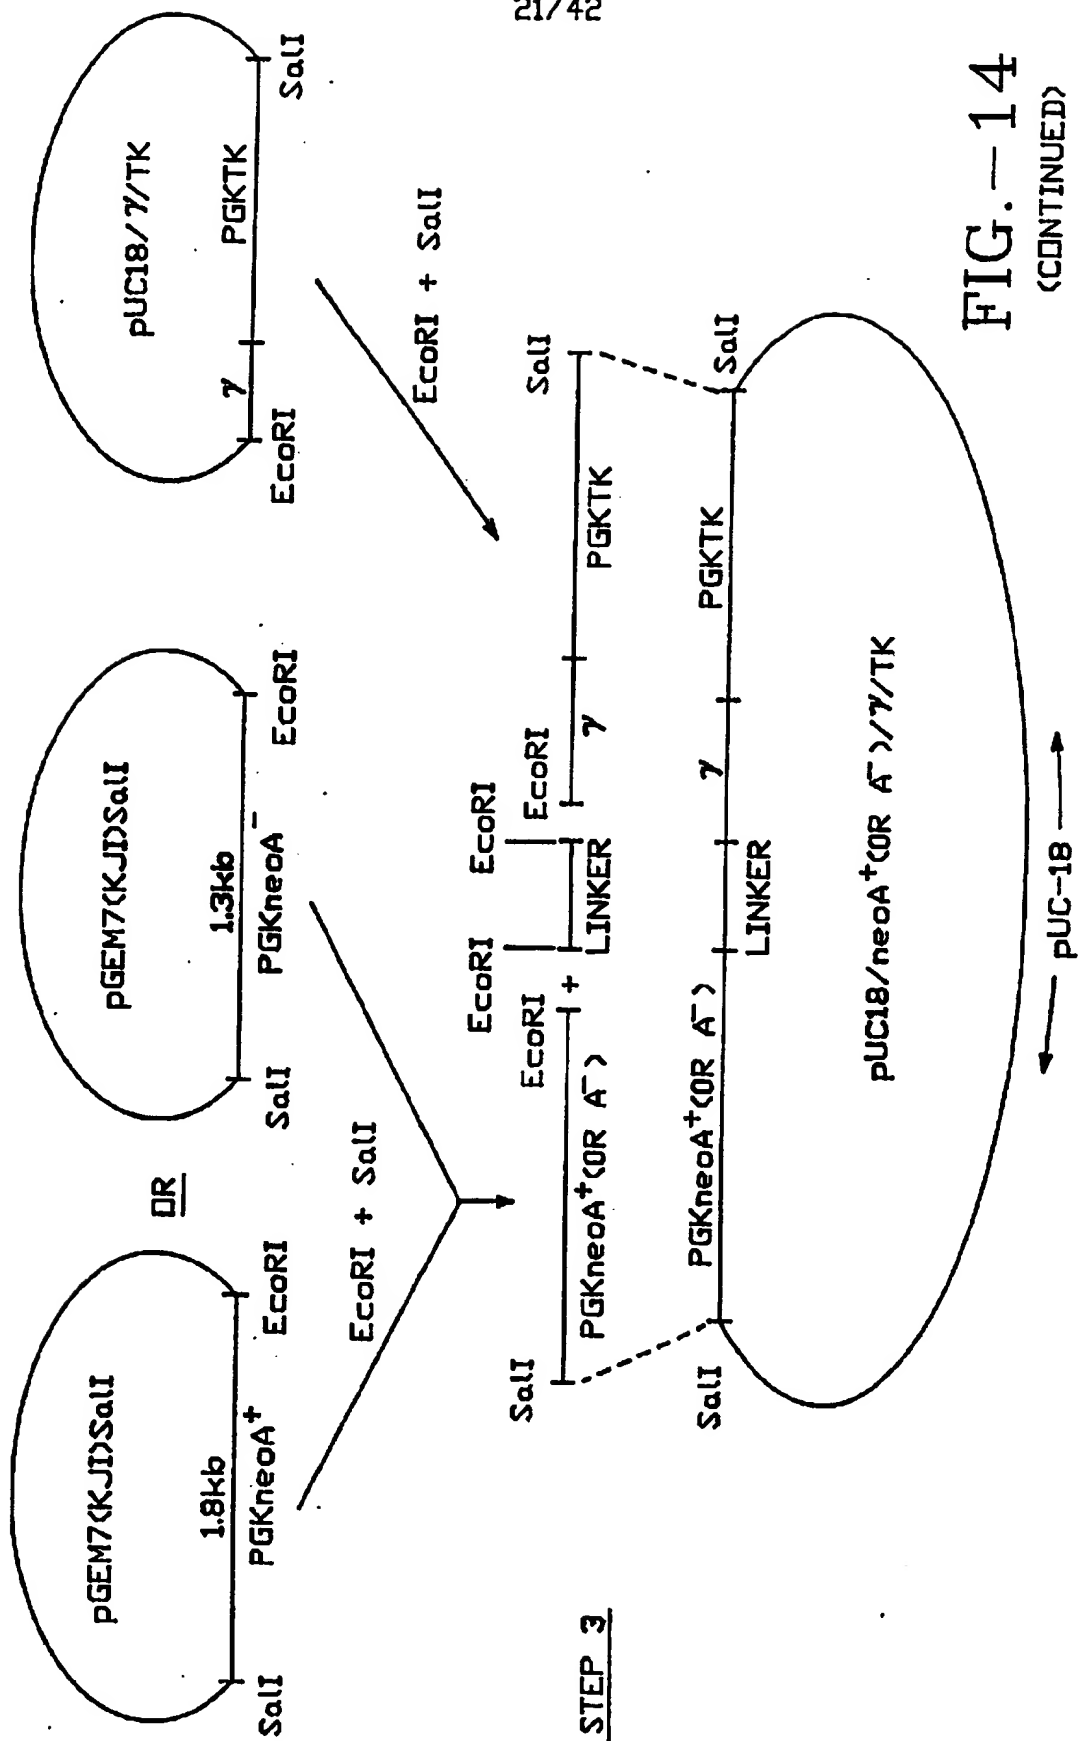 21/42
pGEM7(KJ1)SalI
1.8kb
SalI
EcoRI
PGKneoA+
OR
pGEM7(KJ1)SalI
1.3kb
SalI
EcoRI
PGKneoA-
pUC18/γ/TK
γ
PGKTK
EcoRI
SalI
EcoRI + SalI
EcoRI + SalI
STEP 3
SalI
EcoRI
+
EcoRI
EcoRI
EcoRI
SalI
PGKneoA+(OR A-)
LINKER
γ
PGKTK
SalI
PGKneoA+(OR A-)
LINKER
γ
PGKTK
SalI
pUC18/neoA+(OR A-)/γ/TK
pUC-18
FIG.-14
(CONTINUED)